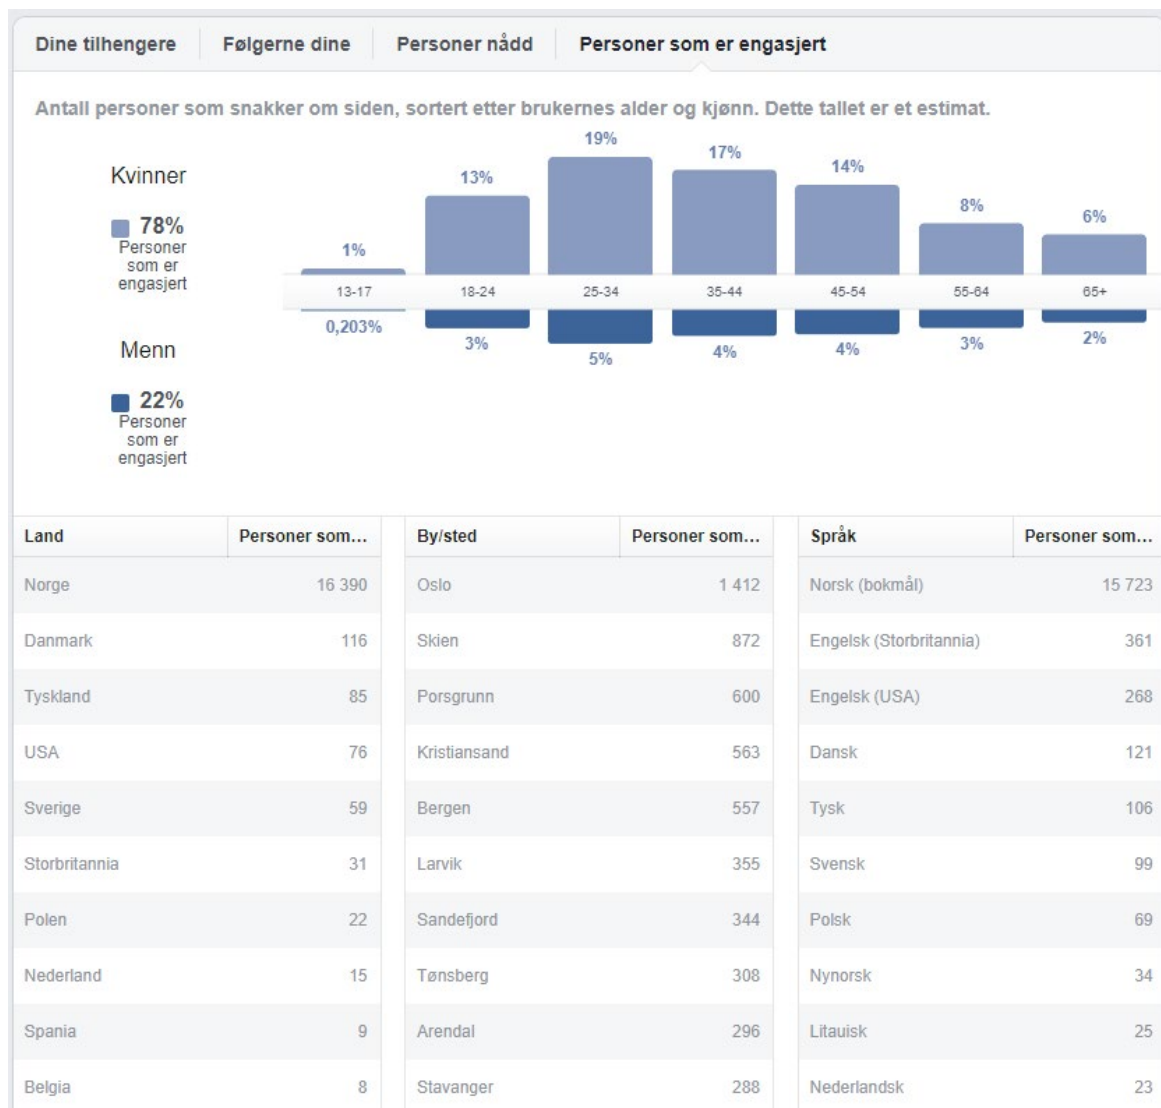 Dine tilhengere Følgerne dine Personer nådd Personer som er engasjert
Antall personer som snakker om siden, sortert etter brukernes alder og kjønn. Dette tallet er et estimat.
Kvinner
78%
Personer
som er
engasjert
1% 13% 19% 17% 14% 8% 6%
13-17 18-24 25-34 35-44 45-54 55-64 65+
0,203% 3% 5% 4% 4% 3% 2%
Menn
22%
Personer
som er
engasjert
Land Personer som... By/sted Personer som... Språk Personer som...
Norge 16 390 Oslo 1 412 Norsk (bokmål) 15 723
Danmark 116 Skien 872 Engelsk (Storbritannia) 361
Tyskland 85 Porsgrunn 600 Engelsk (USA) 268
USA 76 Kristiansand 563 Dansk 121
Sverige 59 Bergen 557 Tysk 106
Storbritannia 31 Larvik 355 Svensk 99
Polen 22 Sandefjord 344 Polsk 69
Nederland 15 Tønsberg 308 Nynorsk 34
Spania 9 Arendal 296 Litauisk 25
Belgia 8 Stavanger 288 Nederlandsk 23